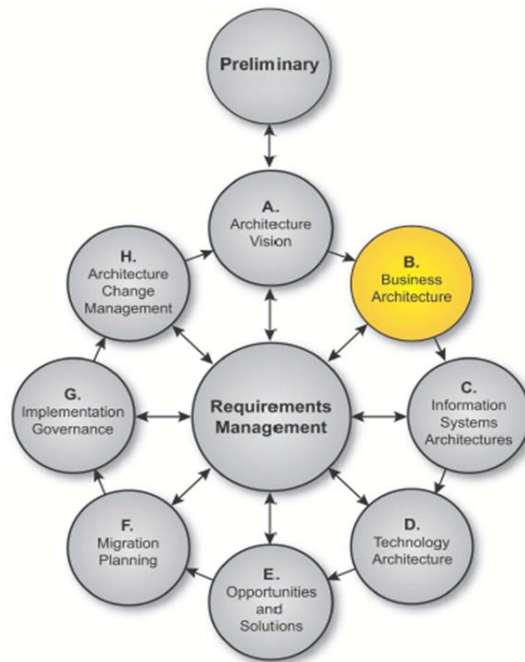 Preliminary
A.
Architecture
Vision
B.
Business
Architecture
C.
Information
Systems
Architectures
D.
Technology
Architecture
E.
Opportunities
and
Solutions
F.
Migration
Planning
G.
Implementation
Governance
H.
Architecture
Change
Management
Requirements
Management